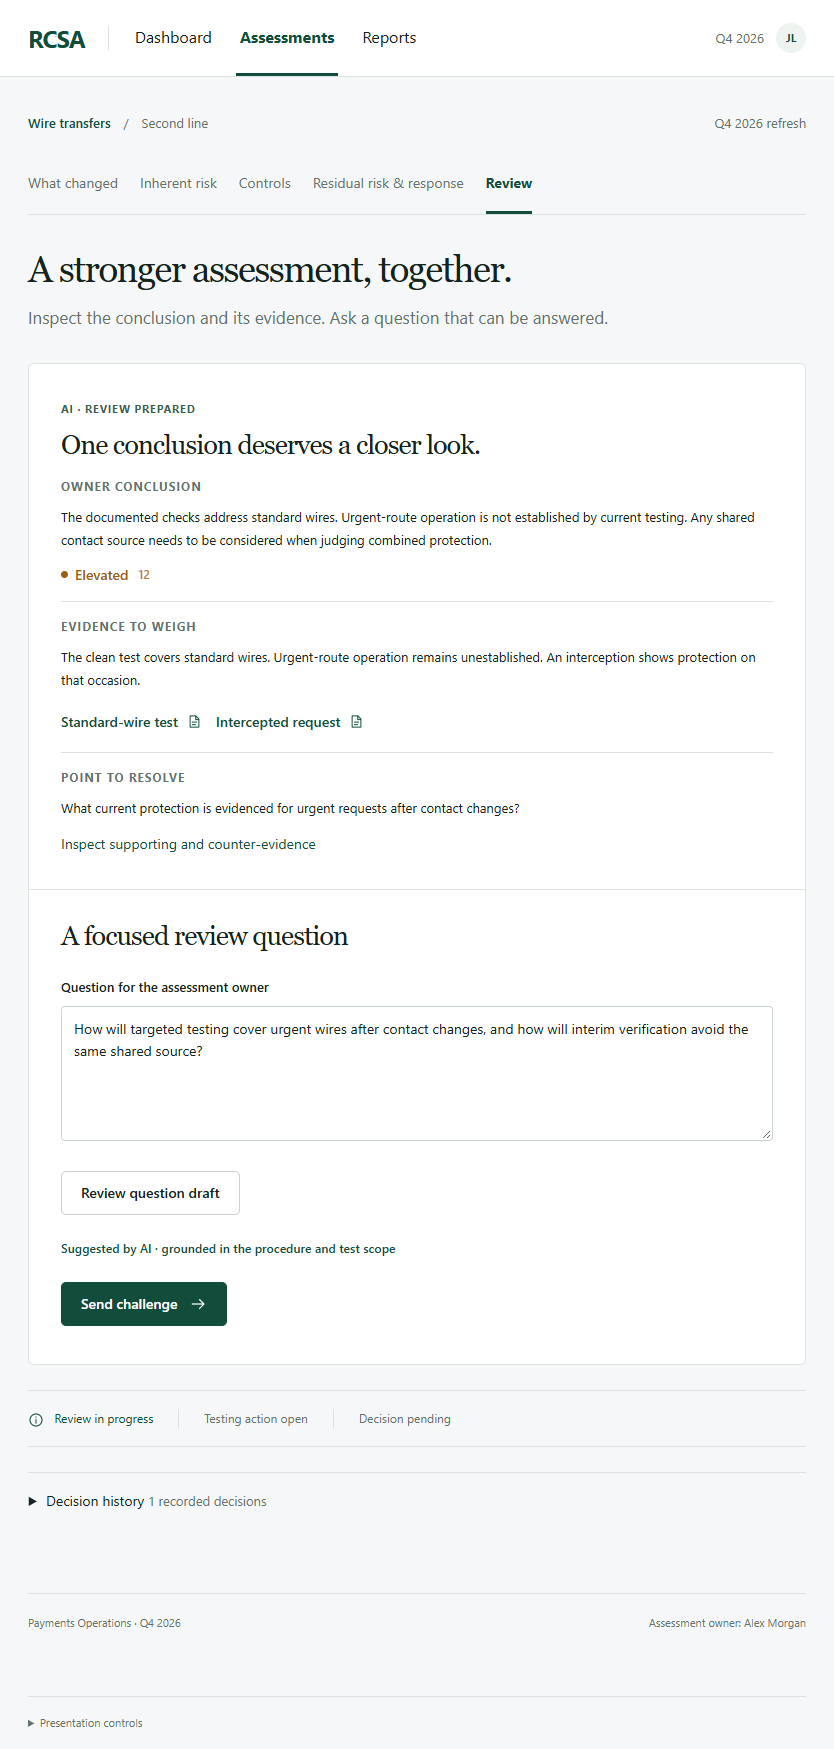 RCSA
Dashboard
Assessments
Reports
Q4 2026
JL
Wire transfers / Second line
Q4 2026 refresh
What changed
Inherent risk
Controls
Residual risk & response
Review
A stronger assessment, together.
Inspect the conclusion and its evidence. Ask a question that can be answered.
AI · REVIEW PREPARED
One conclusion deserves a closer look.
OWNER CONCLUSION
The documented checks address standard wires. Urgent-route operation is not established by current testing. Any shared
contact source needs to be considered when judging combined protection.
Elevated 12
EVIDENCE TO WEIGH
The clean test covers standard wires. Urgent-route operation remains unestablished. An interception shows protection on
that occasion.
Standard-wire test
Intercepted request
POINT TO RESOLVE
What current protection is evidenced for urgent requests after contact changes?
Inspect supporting and counter-evidence
A focused review question
Question for the assessment owner
How will targeted testing cover urgent wires after contact changes, and how will interim verification avoid the
same shared source?
Review question draft
Suggested by AI · grounded in the procedure and test scope
Send challenge →
Review in progress
Testing action open
Decision pending
Decision history 1 recorded decisions
Payments Operations · Q4 2026
Assessment owner: Alex Morgan
Presentation controls